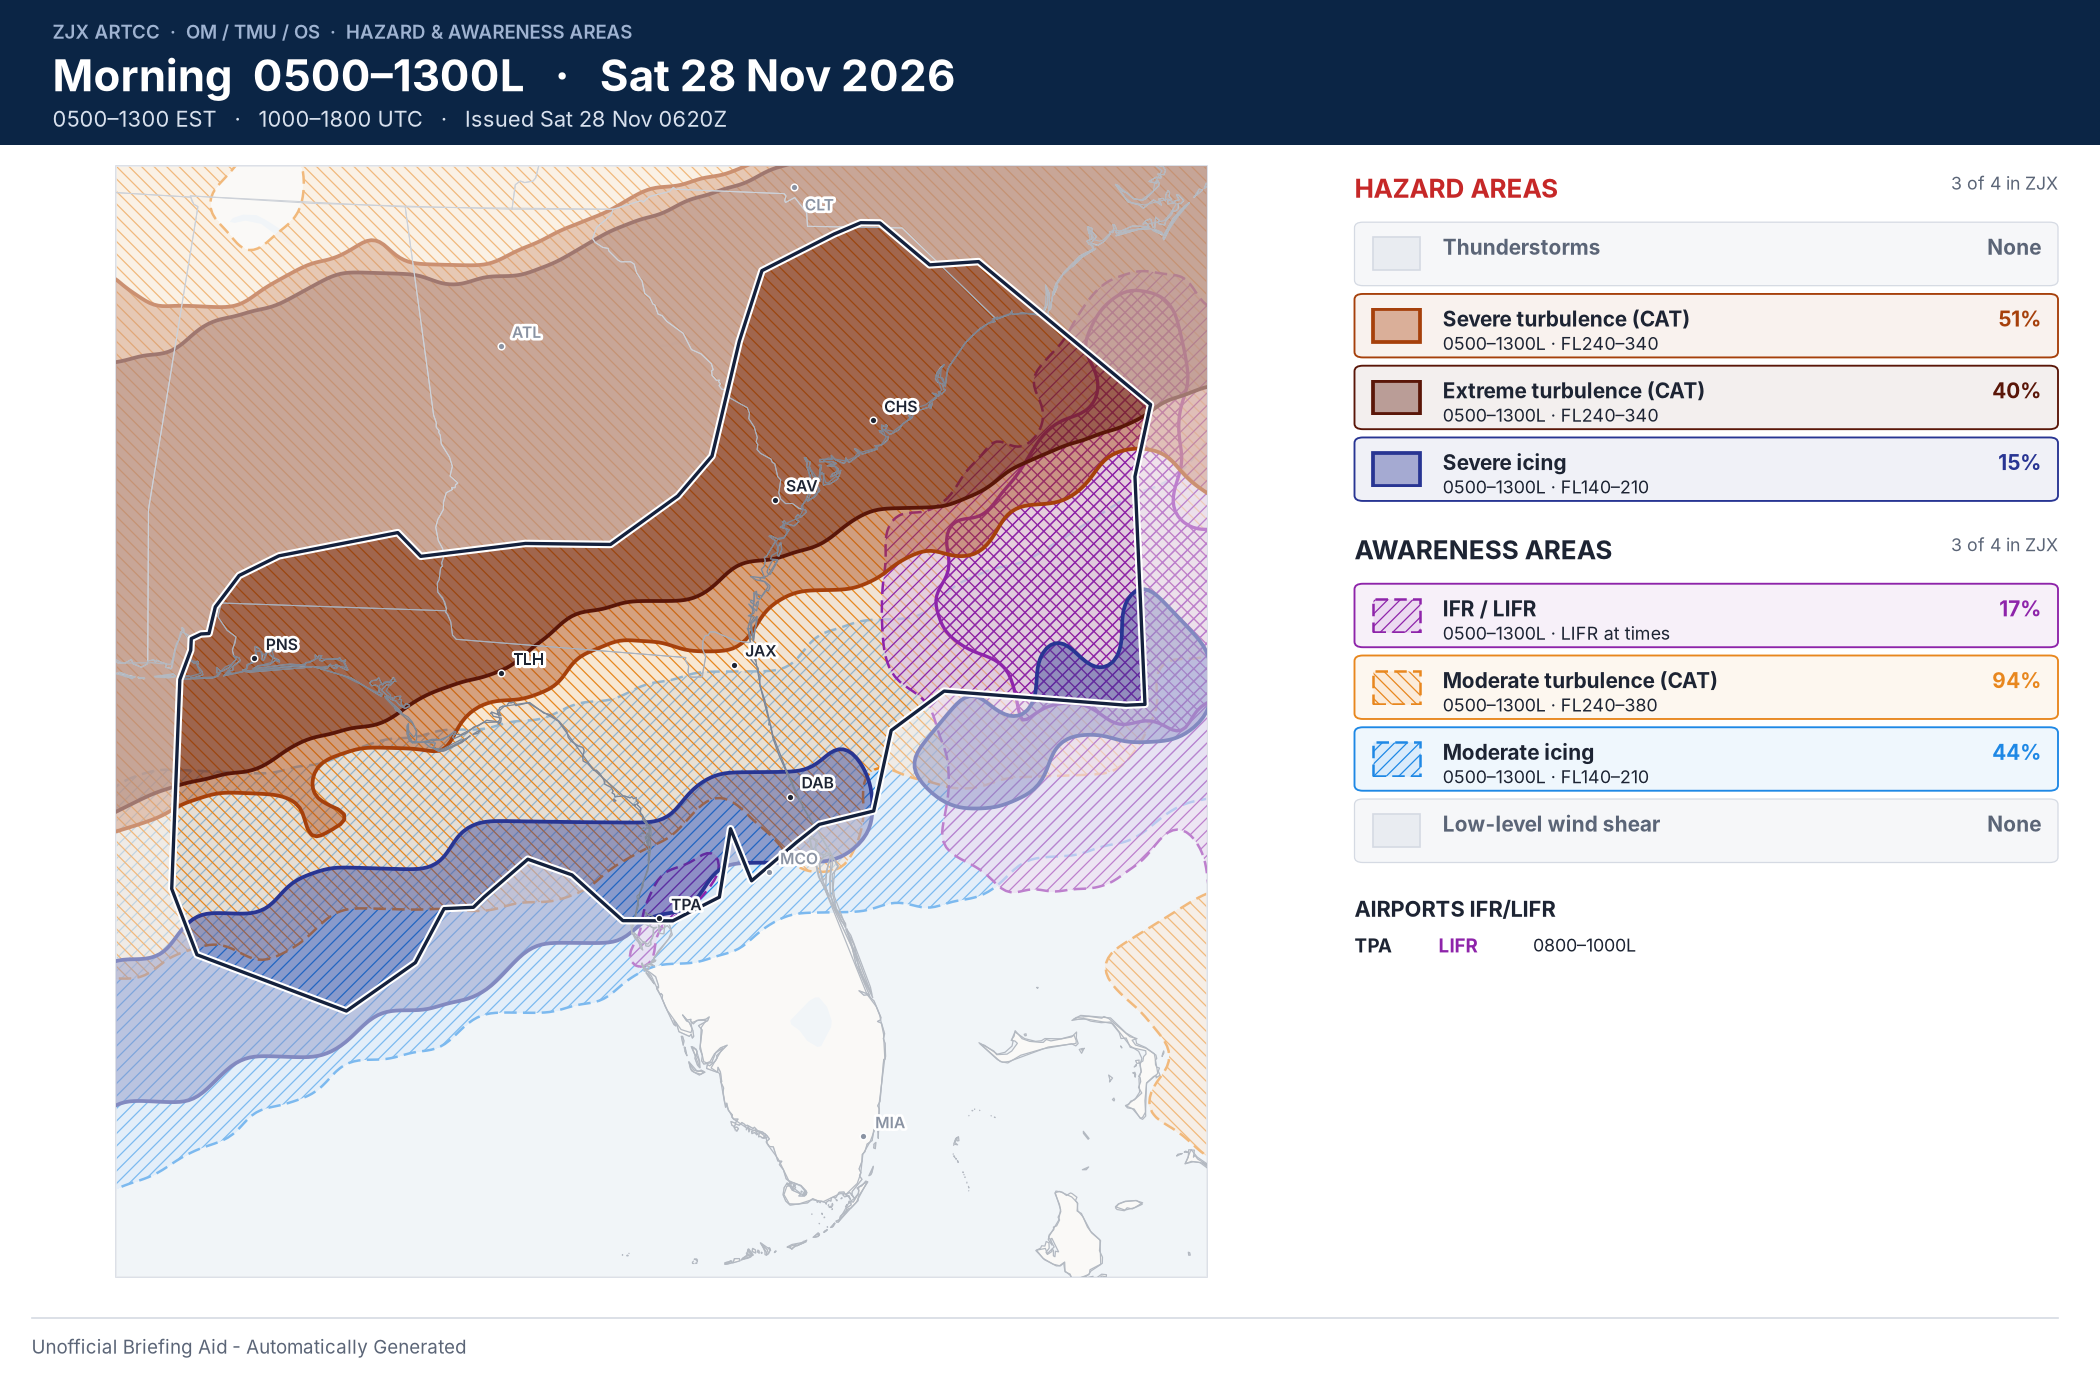 ZJX ARTCC · OM / TMU / OS · HAZARD & AWARENESS AREAS
Morning 0500–1300L · Sat 28 Nov 2026
0500–1300 EST · 1000–1800 UTC · Issued Sat 28 Nov 0620Z
CLT
ATL
CHS
SAV
PNS
TLH
JAX
DAB
MCO
TPA
MIA
HAZARD AREAS
3 of 4 in ZJX
Thunderstorms
None
Severe turbulence (CAT)
51%
0500–1300L · FL240–340
Extreme turbulence (CAT)
40%
0500–1300L · FL240–340
Severe icing
15%
0500–1300L · FL140–210
AWARENESS AREAS
3 of 4 in ZJX
IFR / LIFR
17%
0500–1300L · LIFR at times
Moderate turbulence (CAT)
94%
0500–1300L · FL240–380
Moderate icing
44%
0500–1300L · FL140–210
Low-level wind shear
None
AIRPORTS IFR/LIFR
TPA LIFR 0800–1000L
Unofficial Briefing Aid - Automatically Generated